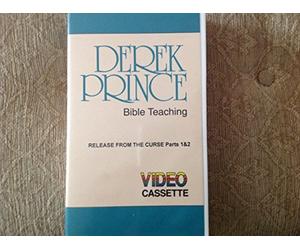 DEREK
PRINCE
Bible Teaching
RELEASE FROM THE CURSE Parts 1&2
VIDEO
CASSETTE